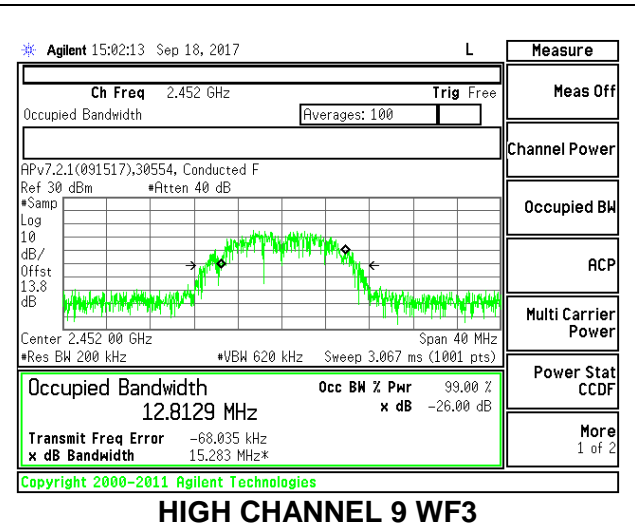 Agilent 15:02:13 Sep 18, 2017 L
Measure
Ch Freq 2.452 GHz Trig Free
Meas Off
Occupied Bandwidth Averages: 100
Channel Power
APv7.2.1(091517),30554, Conducted F
Ref 30 dBm #Atten 40 dB
#Samp
Occupied BW
Log
10
dB/
ACP
Offst
13.8
dB
Multi Carrier
Power
Center 2.452 00 GHz Span 40 MHz
#Res BW 200 kHz #VBW 620 kHz Sweep 3.067 ms (1001 pts)
Power Stat
CCDF
Occupied Bandwidth Occ BW % Pwr 99.00 %
12.8129 MHz x dB -26.00 dB
Transmit Freq Error -68.035 kHz
x dB Bandwidth 15.283 MHz*
More
1 of 2
Copyright 2000-2011 Agilent Technologies
HIGH CHANNEL 9 WF3